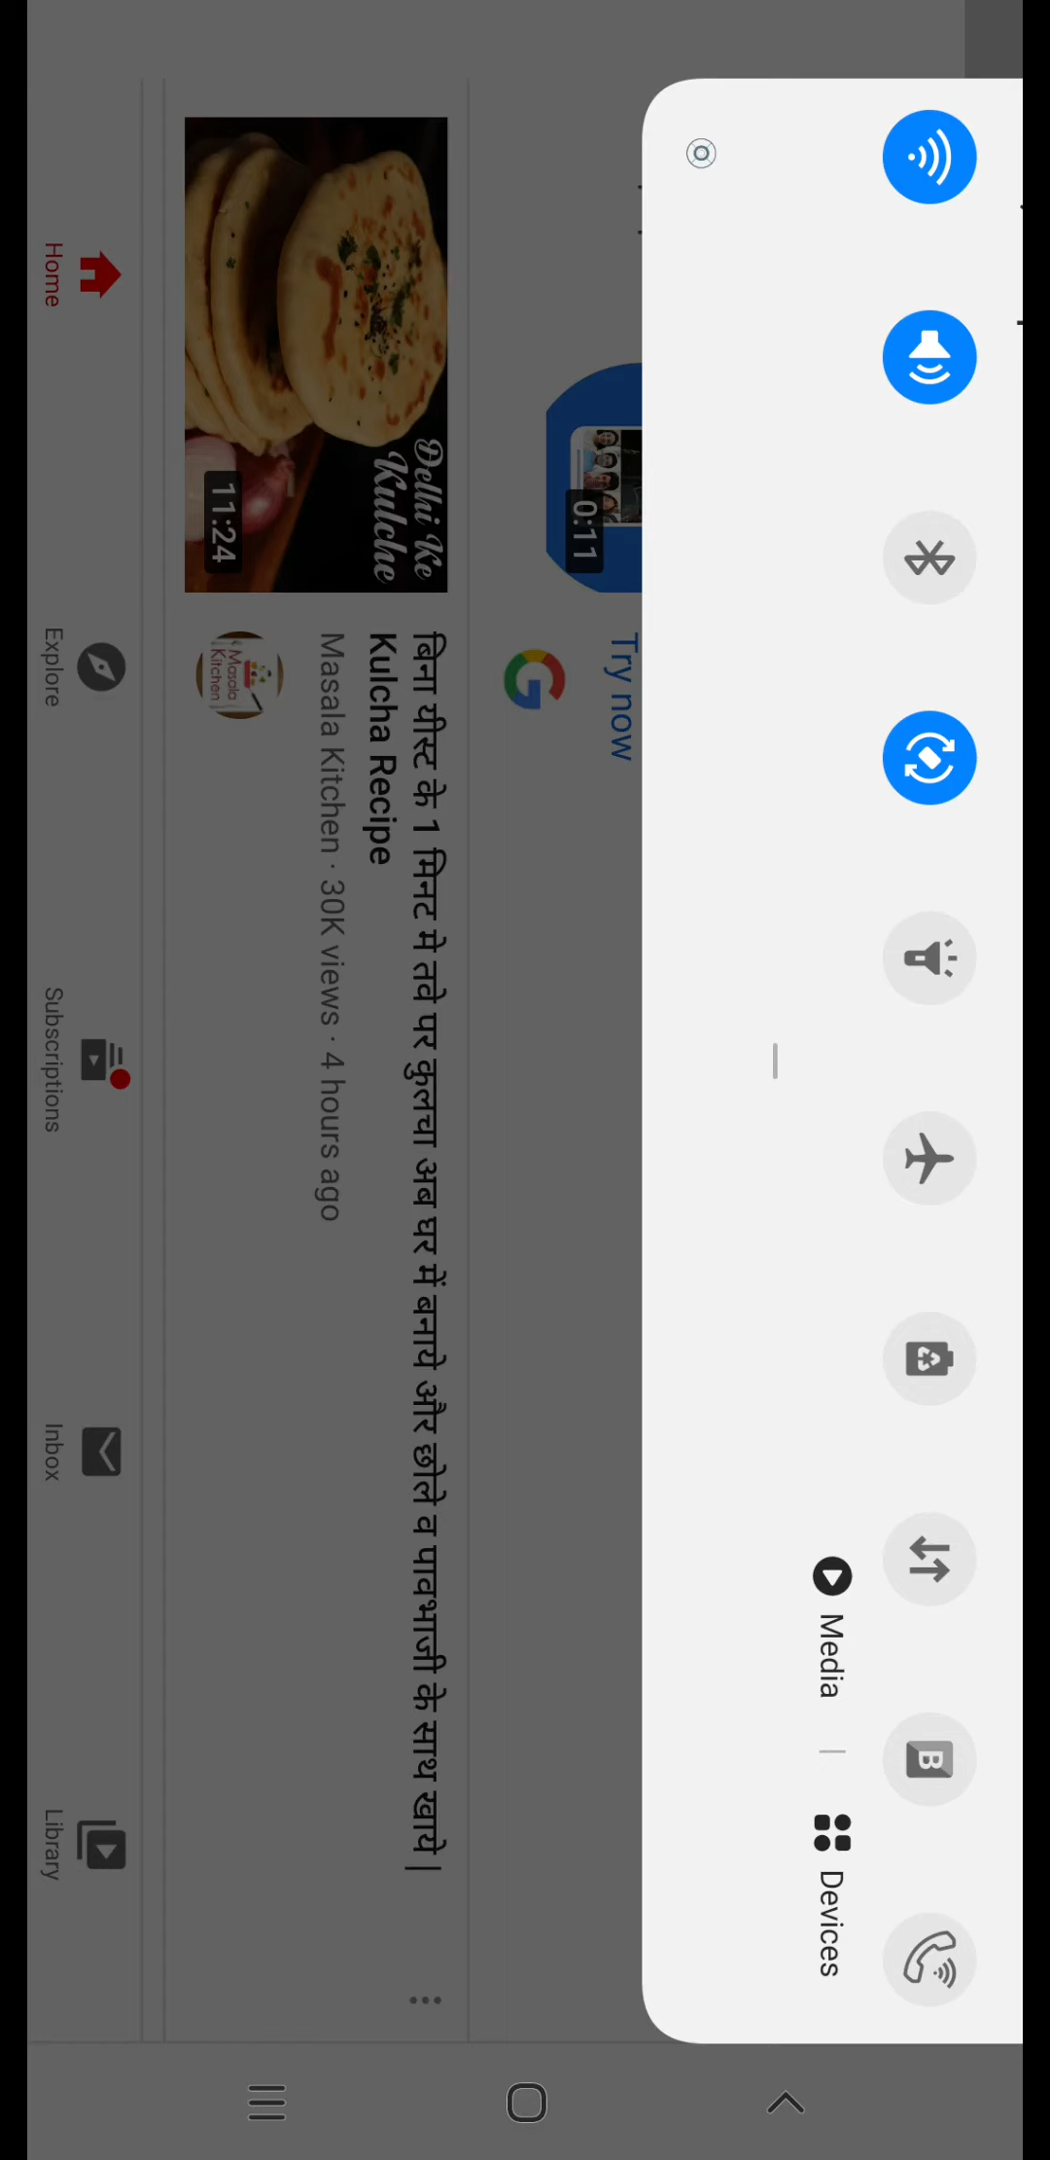 Media | Devices
0:11
Try now
Delhi Ke
Kulche
11:24
बिना यीस्ट के 1 मिनट मे तवे पर कुलचा अब घर में बनाये और छोले व पावभाजी के साथ खाये |
Kulcha Recipe
Masala Kitchen · 30K views · 4 hours ago
Masala
Kitchen
Home
Explore
Subscriptions
Inbox
Library